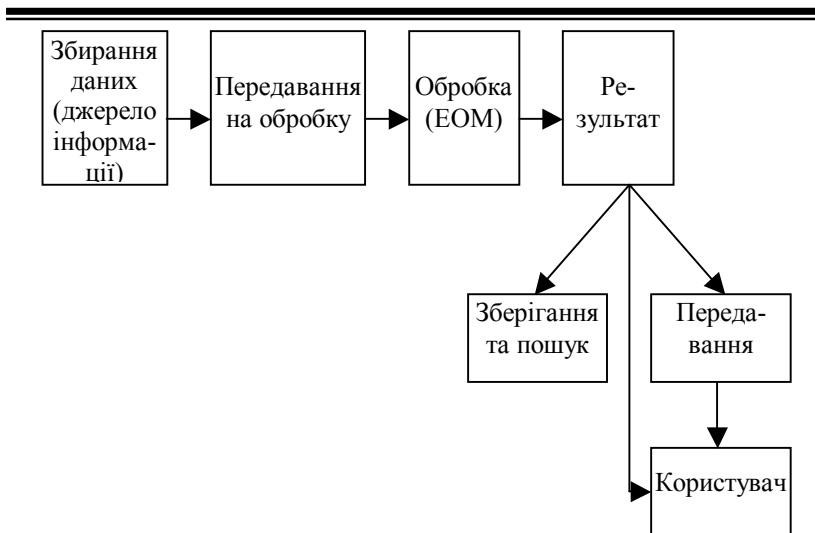 Збирання
даних
(джерело
інформа-
ції)
Передавання
на обробку
Обробка
(ЕОМ)
Ре-
зультат
Зберігання
та пошук
Переда-
вання
Користувач